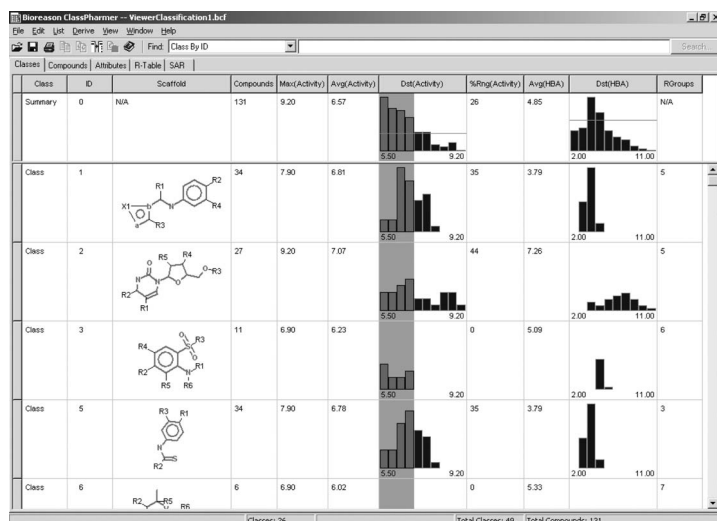 Bioreason ClassPharmer -- ViewerClassification1.bcf
File Edit List Derive View Window Help
Find: Class By ID Search...
Classes Compounds Attributes R-Table SAR
Class ID Scaffold Compounds Max(Activity) Avg(Activity) Dst(Activity) %Rng(Activity) Avg(HBA) Dst(HBA) RGroups
Summary 0 N/A 131 9.20 6.57 26 4.85 N/A
5.50 9.20 2.00 11.00
Class 1 34 7.90 6.81 35 3.79 5
R1 R2
X1 b N R4
a R3
5.50 9.20 2.00 11.00
Class 2 27 9.20 7.07 44 7.26 5
O R5 R4
N N O O R3
R2
R1
5.50 9.20 2.00 11.00
Class 3 11 6.90 6.23 0 5.09 6
O R3
R4 S
O
R2 N R1
R5 R6
5.50 9.20 2.00 11.00
Class 5 34 7.90 6.78 35 3.79 3
R3 R1
N
S
R2
5.50 9.20 2.00 11.00
Class 6 6 6.90 6.02 0 5.33 7
R2 R5 R6
Classes: 26 Total Classes: 49 Total Compounds: 131